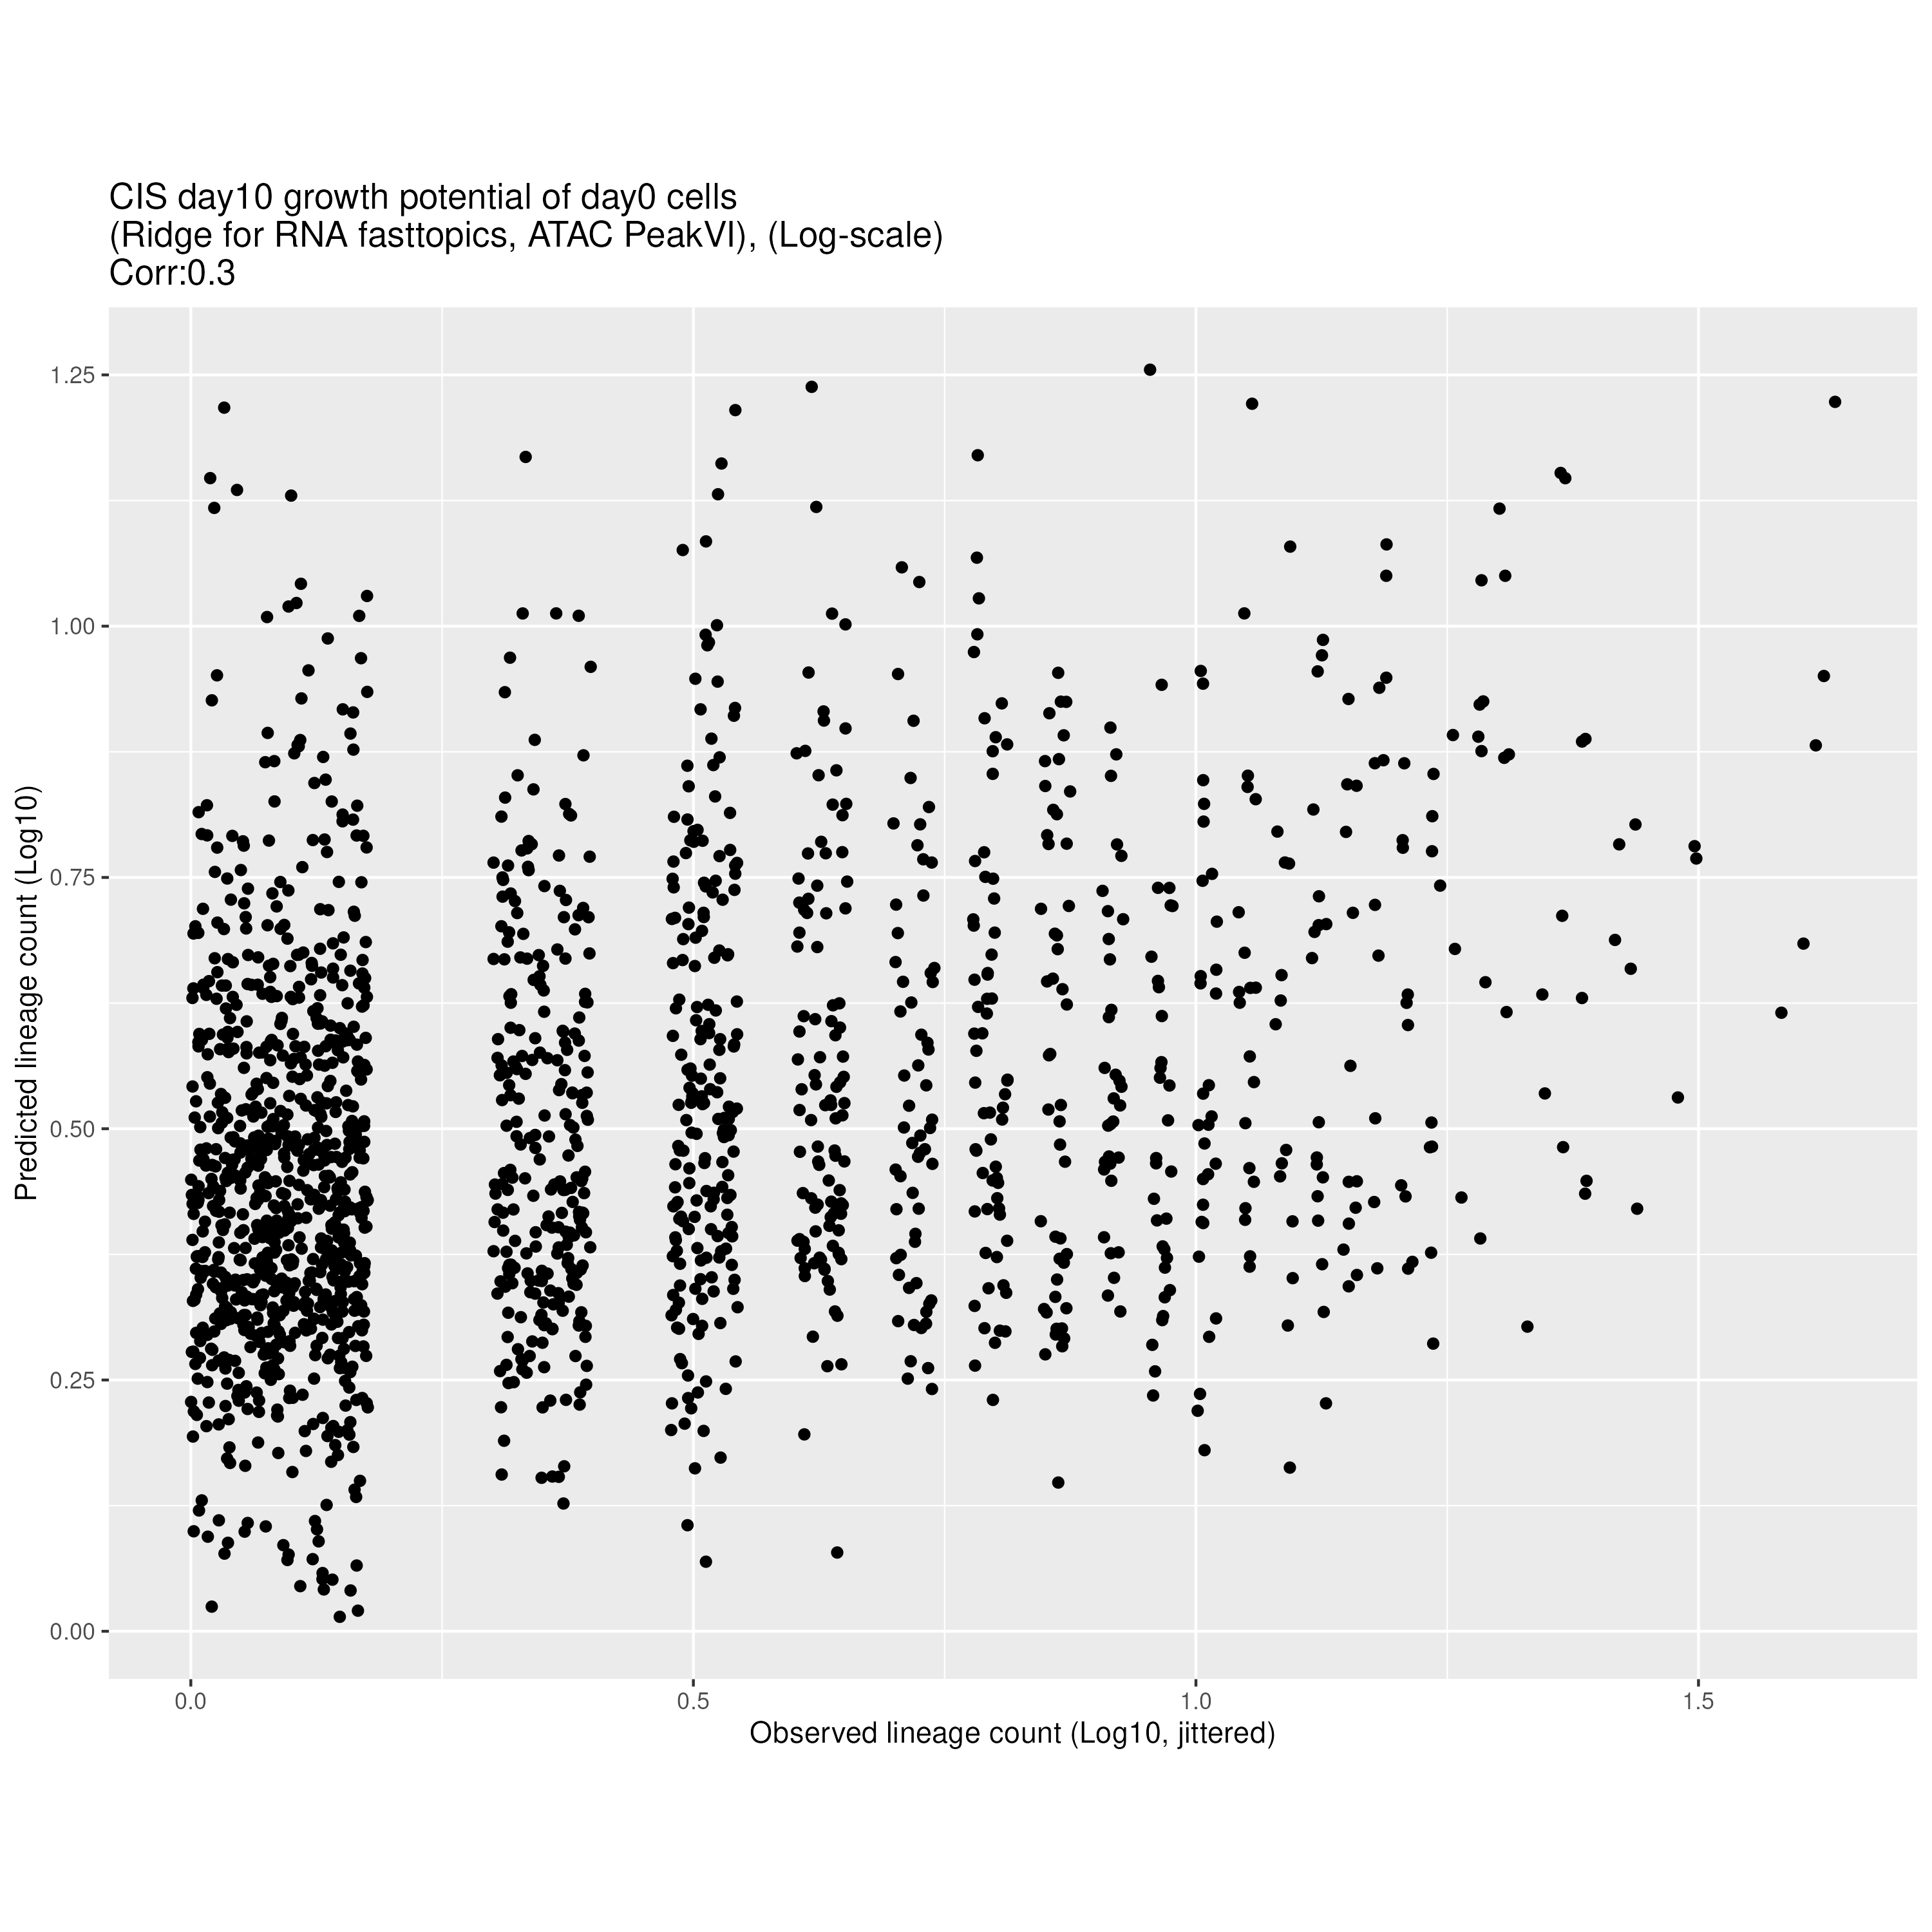 CIS day10 growth potential of day0 cells
(Ridge for RNA fasttopics, ATAC PeakVI), (Log-scale)
Corr:0.3
Predicted lineage count (Log10)
1.25
1.00
0.75
0.50
0.25
0.00
0.0 0.5 1.0 1.5
Observed lineage count (Log10, jittered)